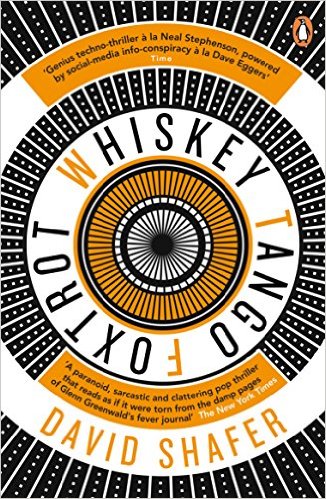 'Genius techno-thriller à la Neal Stephenson, powered
by social-media info-conspiracy à la Dave Eggers'
Time
WHISKEY
TANGO
FOXTROT
'A paranoid, sarcastic and clattering pop thriller
that reads as if it were torn from the damp pages
of Glenn Greenwald's fever journal' The New York Times
DAVID SHAFER